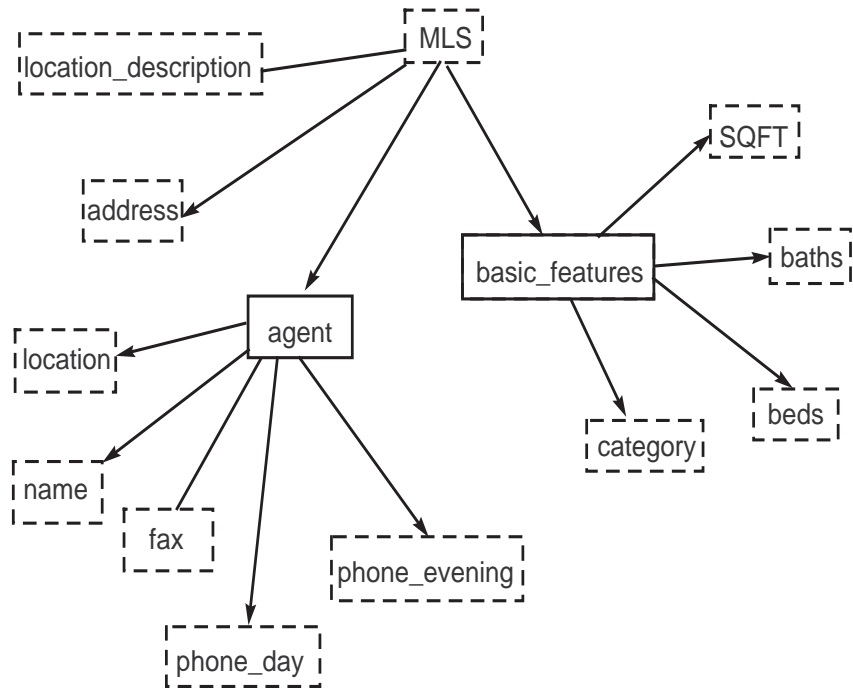 MLS
location_description
SQFT
address
baths
basic_features
agent
location
beds
category
name
fax
phone_evening
phone_day